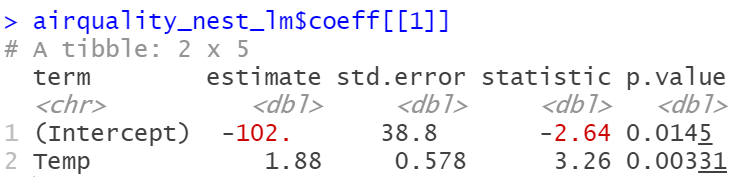 > airquality_nest_lm$coeff[[1]]
# A tibble: 2 x 5
term estimate std.error statistic p.value
<chr> <dbl> <dbl> <dbl> <dbl>
1 (Intercept) -102. 38.8 -2.64 0.0145
2 Temp 1.88 0.578 3.26 0.00331